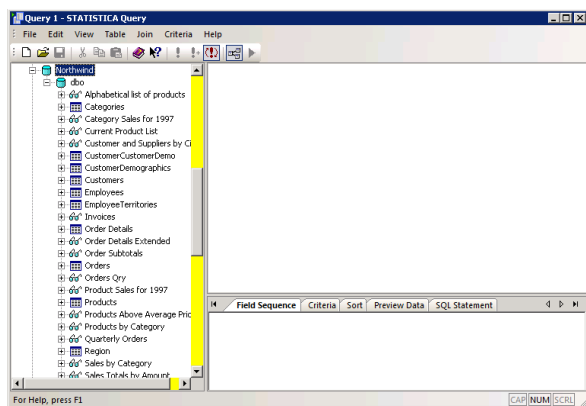 Query 1 - STATISTICA Query
File Edit View Table Join Criteria Help
Northwind
dbo
Alphabetical list of products
Categories
Category Sales for 1997
Current Product List
Customer and Suppliers by Ci
CustomerCustomerDemo
CustomerDemographics
Customers
Employees
EmployeeTerritories
Invoices
Order Details
Order Details Extended
Order Subtotals
Orders
Orders Qry
Product Sales for 1997
Products
Products Above Average Pric
Products by Category
Quarterly Orders
Region
Sales by Category
Sales Totals by Amount
Field Sequence Criteria Sort Preview Data SQL Statement
For Help, press F1
CAP NUM SCRL